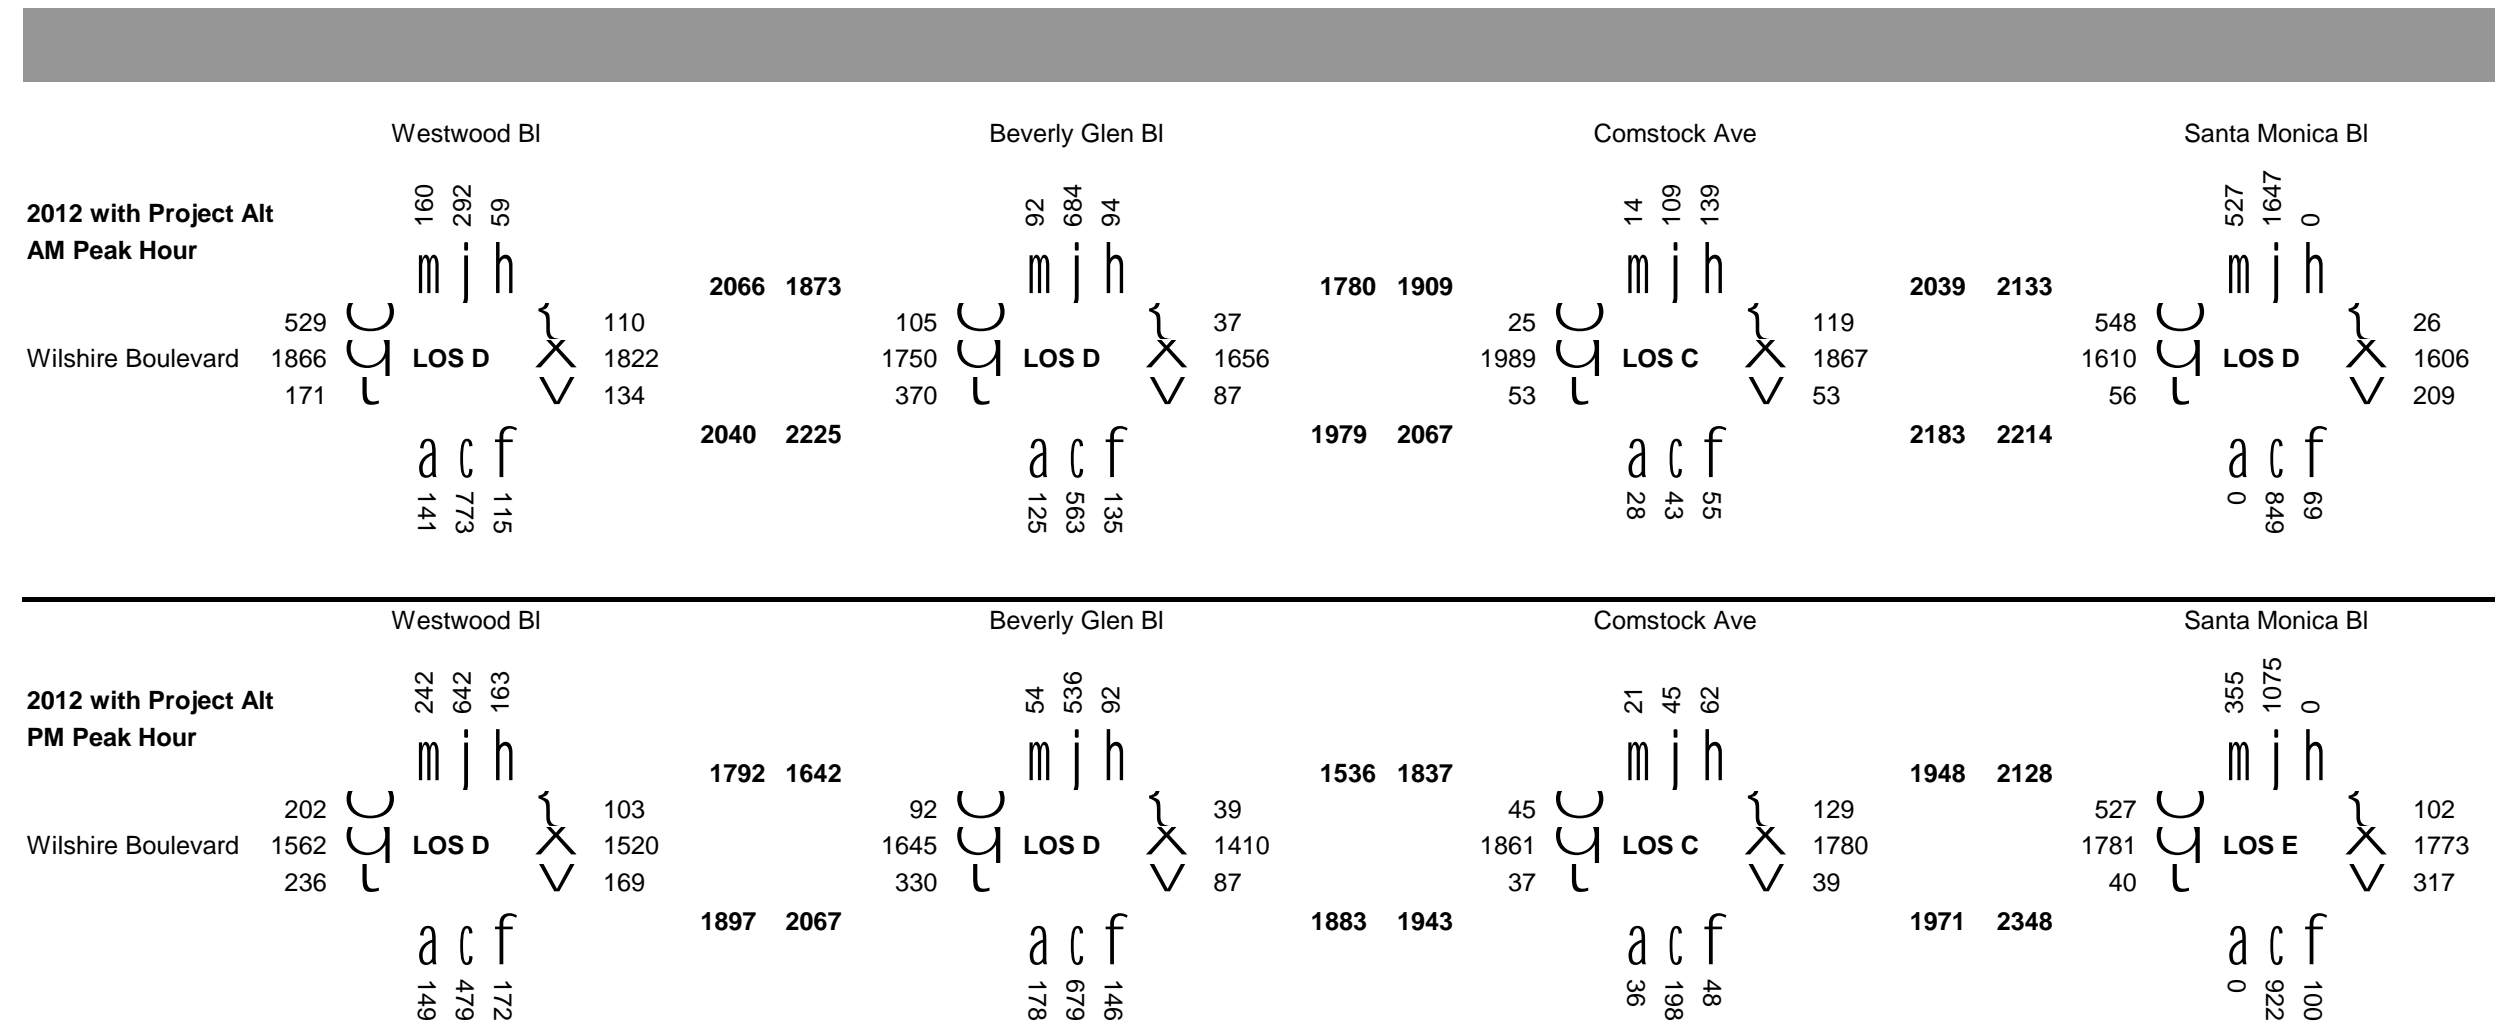 Westwood Bl Beverly Glen Bl Comstock Ave Santa Monica Bl
160 292 59 92 684 94 14 109 139 527 1647 0
2012 with Project Alt
AM Peak Hour
m j h m j h m j h m j h
2066 1873 1780 1909 2039 2133
529 110 105 37 25 119 548 26
Wilshire Boulevard 1866 q LOS D X 1822 1750 q LOS D X 1656 1989 q LOS C X 1867 1610 q LOS D X 1606
171 134 370 87 53 53 56 209
2040 2225 1979 2067 2183 2214
a c f a c f a c f a c f
141 773 115 125 563 135 28 43 55 0 849 69
Westwood Bl Beverly Glen Bl Comstock Ave Santa Monica Bl
242 642 163 54 536 92 21 45 62 355 1075 0
2012 with Project Alt
PM Peak Hour
m j h m j h m j h m j h
1792 1642 1536 1837 1948 2128
202 103 92 39 45 129 527 102
Wilshire Boulevard 1562 q LOS D X 1520 1645 q LOS D X 1410 1861 q LOS C X 1780 1781 q LOS E X 1773
236 169 330 87 37 39 40 317
1897 2067 1883 1943 1971 2348
a c f a c f a c f a c f
149 479 172 178 679 146 36 198 48 0 922 100